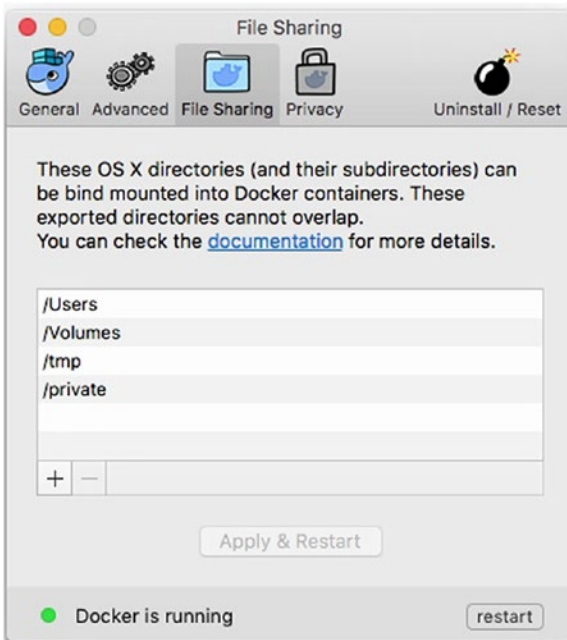 File Sharing
General Advanced File Sharing Privacy Uninstall / Reset
These OS X directories (and their subdirectories) can
be bind mounted into Docker containers. These
exported directories cannot overlap.
You can check the documentation for more details.
/Users
/Volumes
/tmp
/private
+ −
Apply & Restart
Docker is running restart